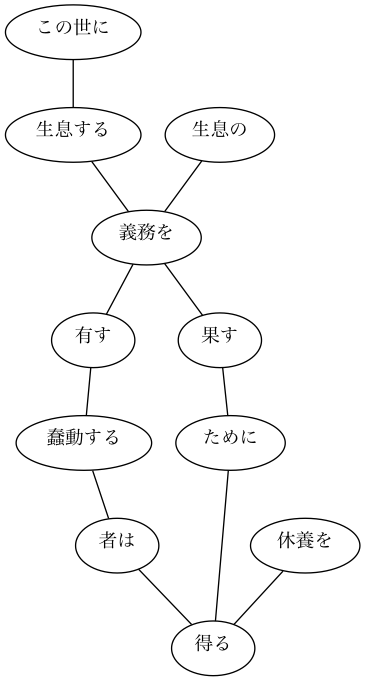 この世に
生息する
生息の
義務を
有す
果す
蠢動する
ために
者は
休養を
得る